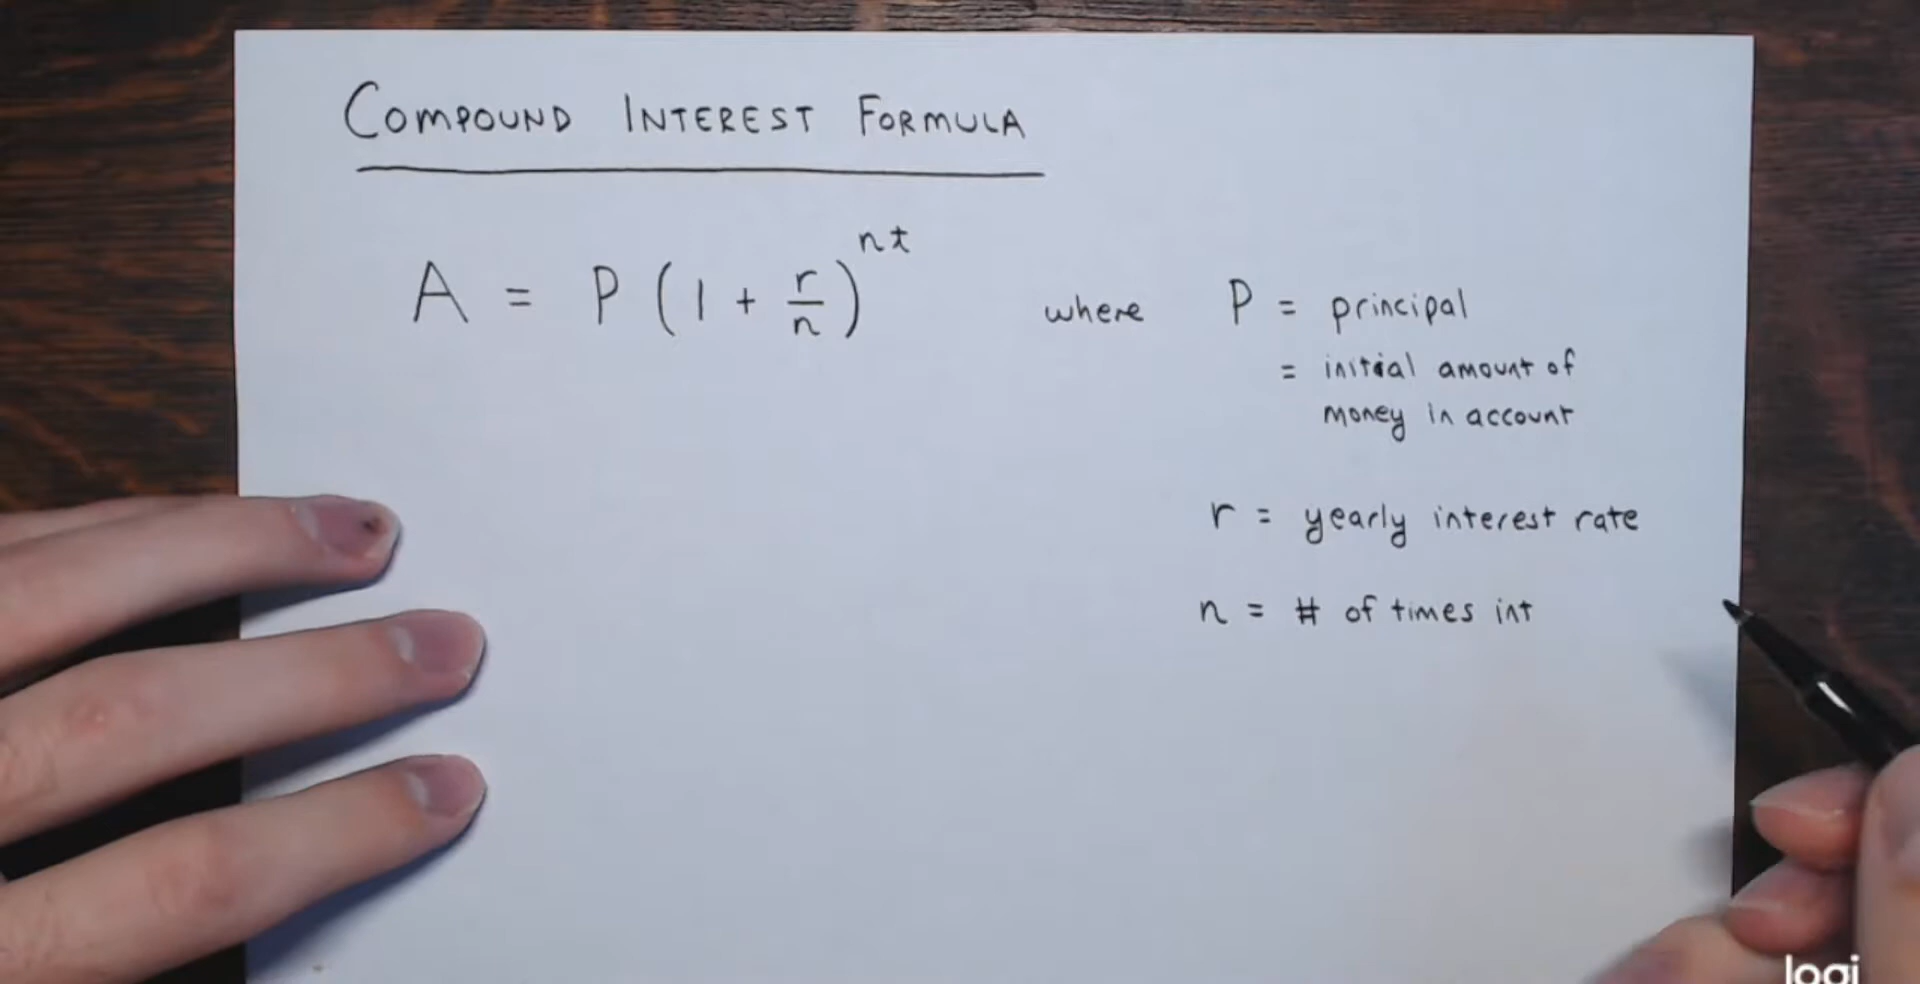 COMPOUND INTEREST FORMULA
A = P (1 + r/n)^nt
where P = principal
= initial amount of
money in account
r = yearly interest rate
n = # of times int
logi